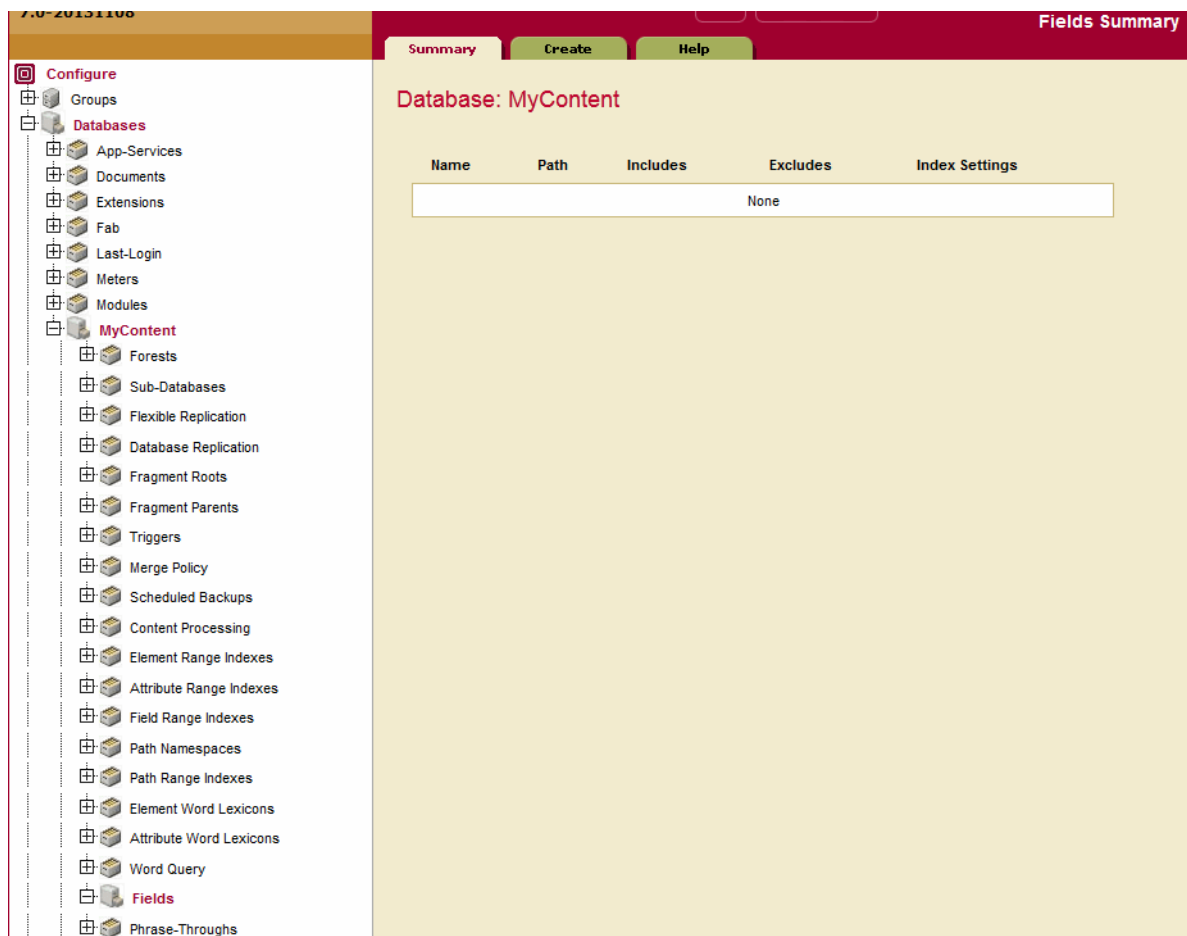 7.0-20131108
Fields Summary
Summary Create Help
Configure
Groups
Databases
App-Services
Documents
Extensions
Fab
Last-Login
Meters
Modules
MyContent
Forests
Sub-Databases
Flexible Replication
Database Replication
Fragment Roots
Fragment Parents
Triggers
Merge Policy
Scheduled Backups
Content Processing
Element Range Indexes
Attribute Range Indexes
Field Range Indexes
Path Namespaces
Path Range Indexes
Element Word Lexicons
Attribute Word Lexicons
Word Query
Fields
Phrase-Throughs
Database: MyContent
Name Path Includes Excludes Index Settings
None